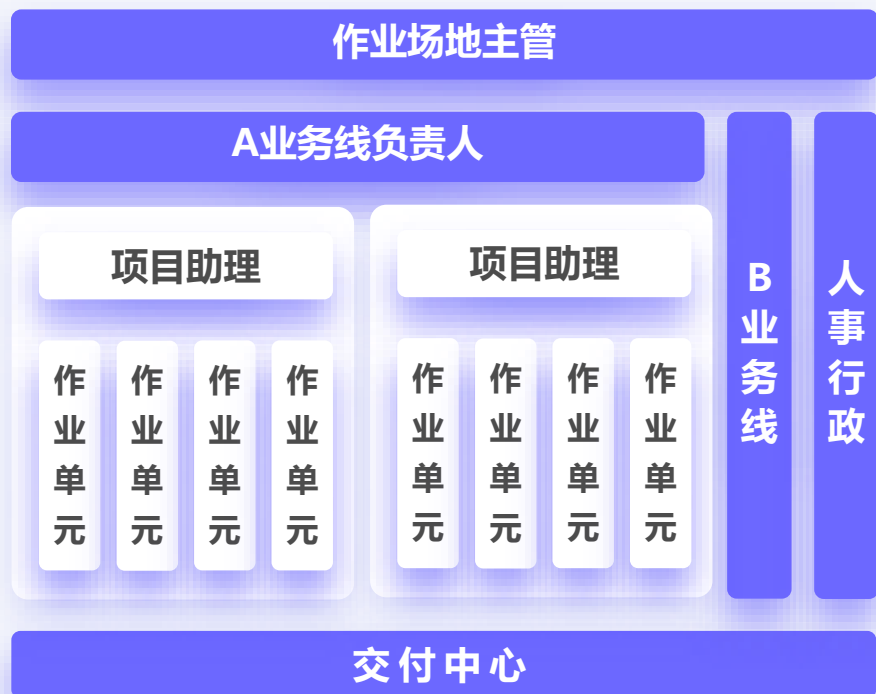 作业场地主管
A业务线负责人
项目助理
作业单元
作业单元
作业单元
作业单元
项目助理
作业单元
作业单元
作业单元
作业单元
B业务线
人事行政
交付中心